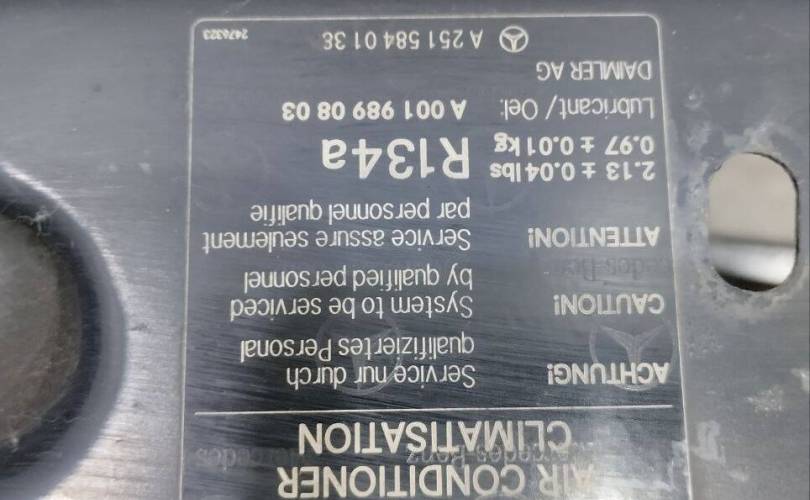 AIR CONDITIONER
CLIMATISATION
ACHTUNG! Service nur durch
qualifiziertes Personal
CAUTION! System to be serviced
by qualified personnel
ATTENTION! Service assure seulement
par personnel qualifie
2.13 ± 0.04 lbs
0.97 ± 0.01 kg R134a
Lubricant / Oel: A 001 989 08 03
DAIMLER AG
A 251 584 01 3E
2476323